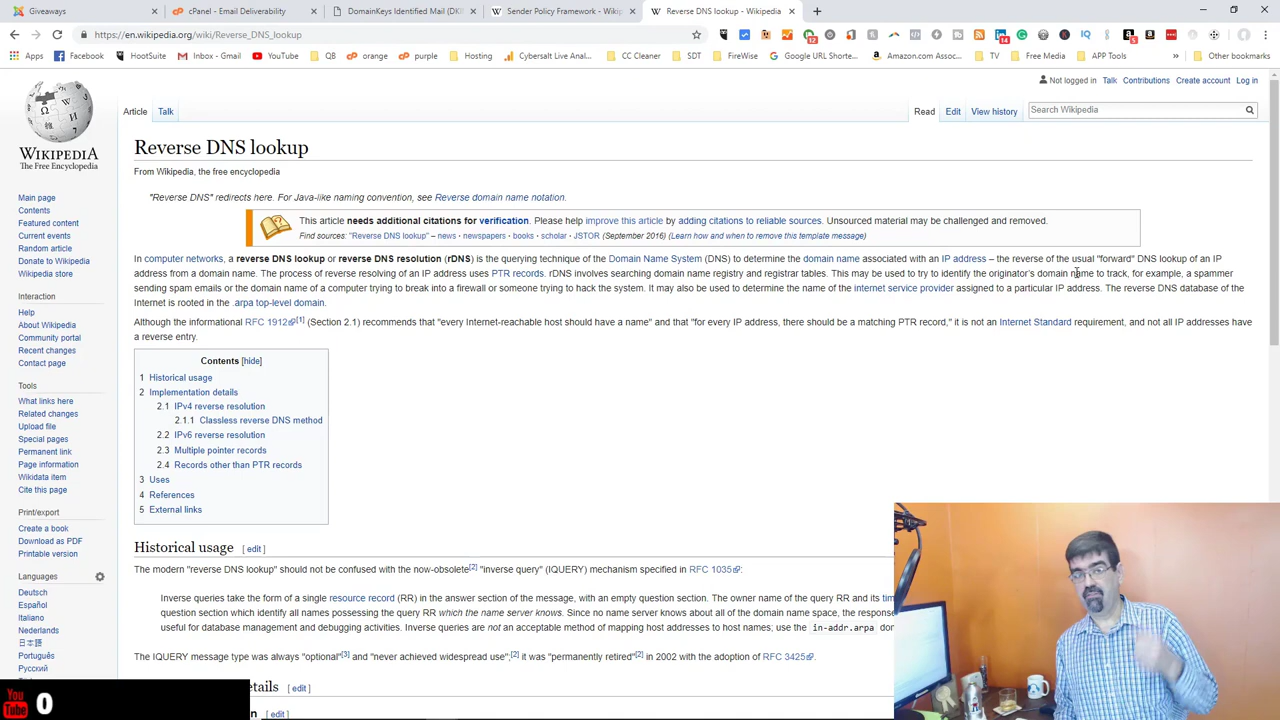 Giveaways
cPanel - Email Deliverability
DomainKeys Identified Mail (DK
Sender Policy Framework - Wikip
Reverse DNS lookup - Wikipedia
https://en.wikipedia.org/wiki/Reverse_DNS_lookup
Apps Facebook HootSuite Inbox - Gmail YouTube QB orange purple Hosting Cybersalt Analytics Live CC Cleaner SDT FireWise Google URL Shorte... Amazon.com Assoc... TV Free Media APP Tools » Other bookmarks
Not logged in Talk Contributions Create account Log in
Article Talk Read Edit View history Search Wikipedia
WIKIPEDIA
The Free Encyclopedia
Main page
Contents
Featured content
Current events
Random article
Donate to Wikipedia
Wikipedia store
Interaction
Help
About Wikipedia
Community portal
Recent changes
Contact page
Tools
What links here
Related changes
Upload file
Special pages
Permanent link
Page information
Wikidata item
Cite this page
Print/export
Create a book
Download as PDF
Printable version
Languages
Deutsch
Español
Italiano
Nederlands
日本語
Português
Русский
Reverse DNS lookup
From Wikipedia, the free encyclopedia
"Reverse DNS" redirects here. For Java-like naming convention, see Reverse domain name notation.
This article needs additional citations for verification. Please help improve this article by adding citations to reliable sources. Unsourced material may be challenged and removed.
Find sources: "Reverse DNS lookup" – news · newspapers · books · scholar · JSTOR (September 2016) (Learn how and when to remove this template message)
In computer networks, a reverse DNS lookup or reverse DNS resolution (rDNS) is the querying technique of the Domain Name System (DNS) to determine the domain name associated with an IP address – the reverse of the usual "forward" DNS lookup of an IP
address from a domain name. The process of reverse resolving of an IP address uses PTR records. rDNS involves searching domain name registry and registrar tables. This may be used to try to identify the originator's domain name to track, for example, a spammer
sending spam emails or the domain name of a computer trying to break into a firewall or someone trying to hack the system. It may also be used to determine the name of the internet service provider assigned to a particular IP address. The reverse DNS database of the
Internet is rooted in the .arpa top-level domain.
Although the informational RFC 1912[1] (Section 2.1) recommends that "every Internet-reachable host should have a name" and that "for every IP address, there should be a matching PTR record," it is not an Internet Standard requirement, and not all IP addresses have
a reverse entry.
Contents [hide]
1 Historical usage
2 Implementation details
2.1 IPv4 reverse resolution
2.1.1 Classless reverse DNS method
2.2 IPv6 reverse resolution
2.3 Multiple pointer records
2.4 Records other than PTR records
3 Uses
4 References
5 External links
Historical usage [ edit ]
The modern "reverse DNS lookup" should not be confused with the now-obsolete[2] "inverse query" (IQUERY) mechanism specified in RFC 1035:
Inverse queries take the form of a single resource record (RR) in the answer section of the message, with an empty question section. The owner name of the query RR and its tim
question section which identify all names possessing the query RR which the name server knows. Since no name server knows about all of the domain name space, the response
useful for database management and debugging activities. Inverse queries are not an acceptable method of mapping host addresses to host names; use the in-addr.arpa do
The IQUERY message type was always "optional"[3] and "never achieved widespread use";[2] it was "permanently retired"[2] in 2002 with the adoption of RFC 3425.
etails [ edit ]
n [ edit ]
You
Tube
0